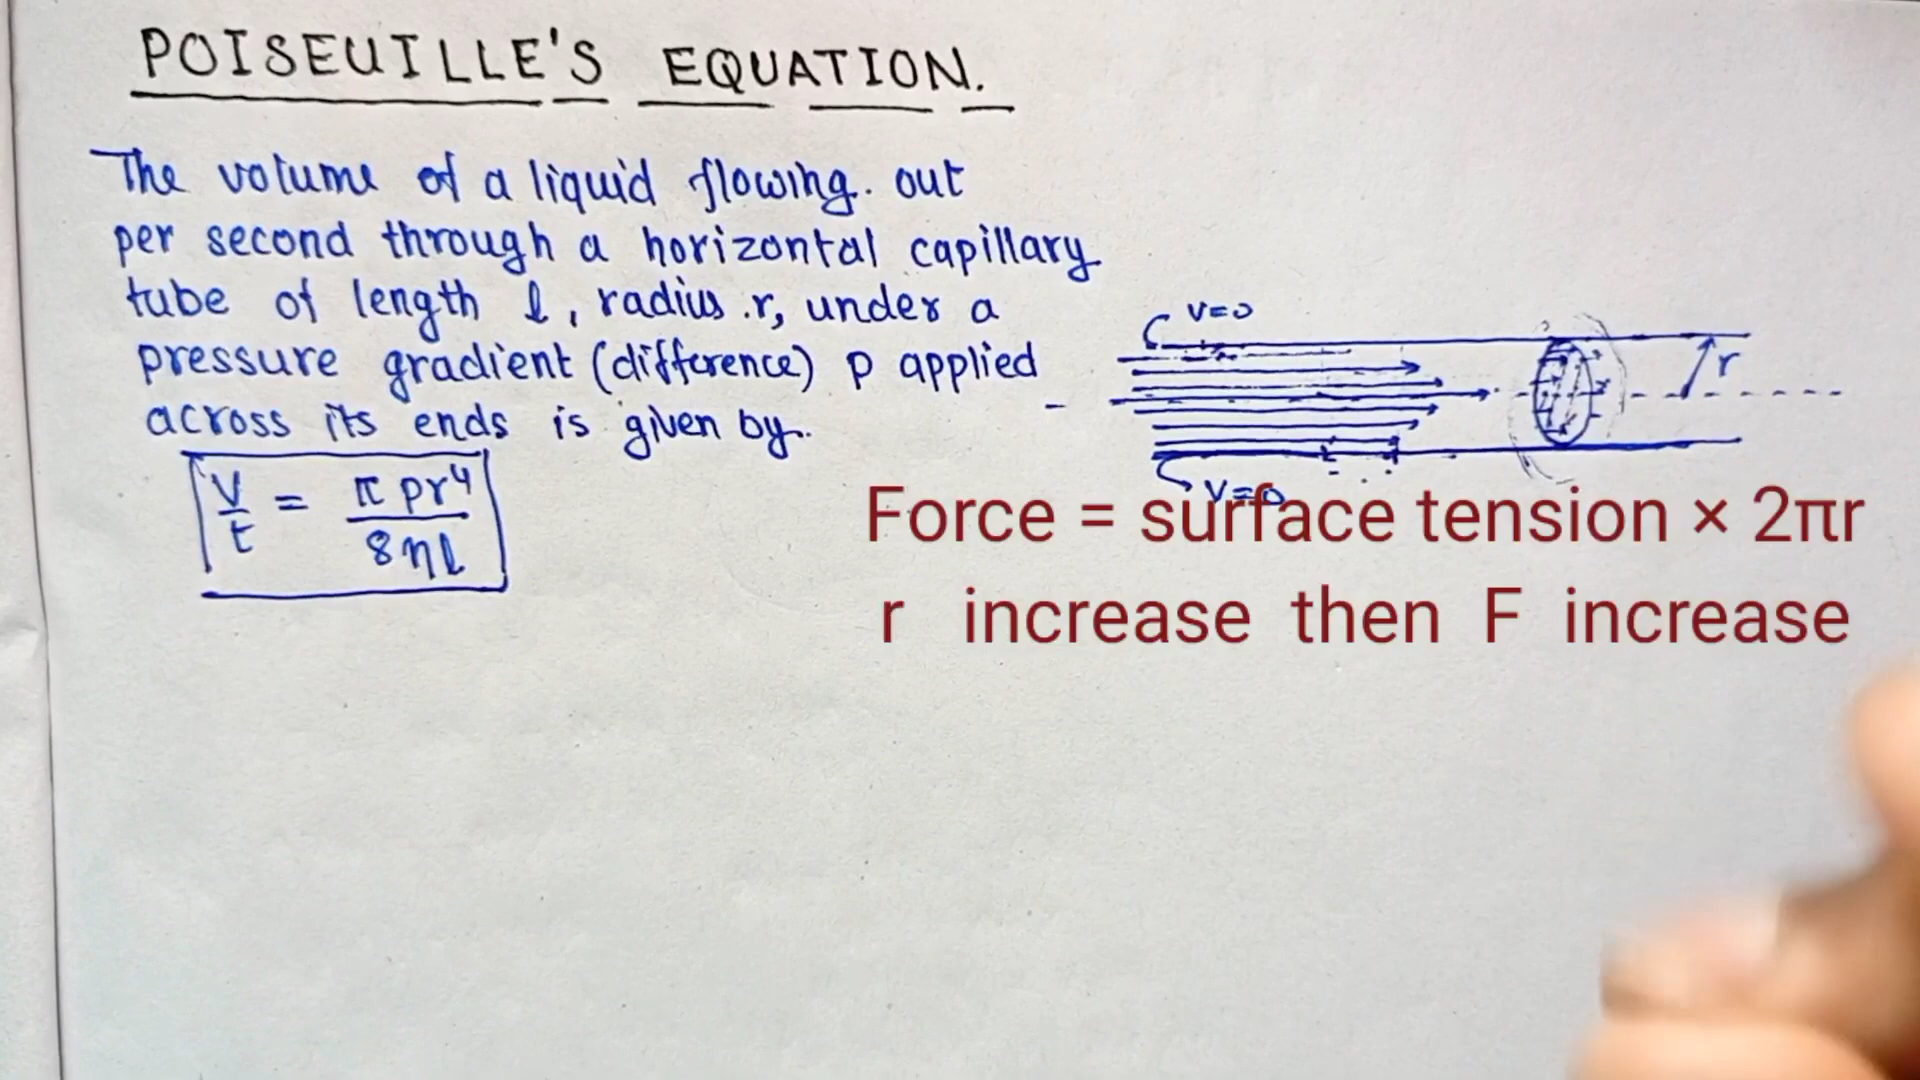 POISEUILLE'S EQUATION.
The volume of a liquid flowing. out
per second through a horizontal capillary
tube of length l, radius .r, under a
pressure gradient (difference) p applied
across its ends is given by.
V/t = π pr⁴/8ηl
v=0
r
v=0
Force = surface tension × 2πr
r increase then F increase